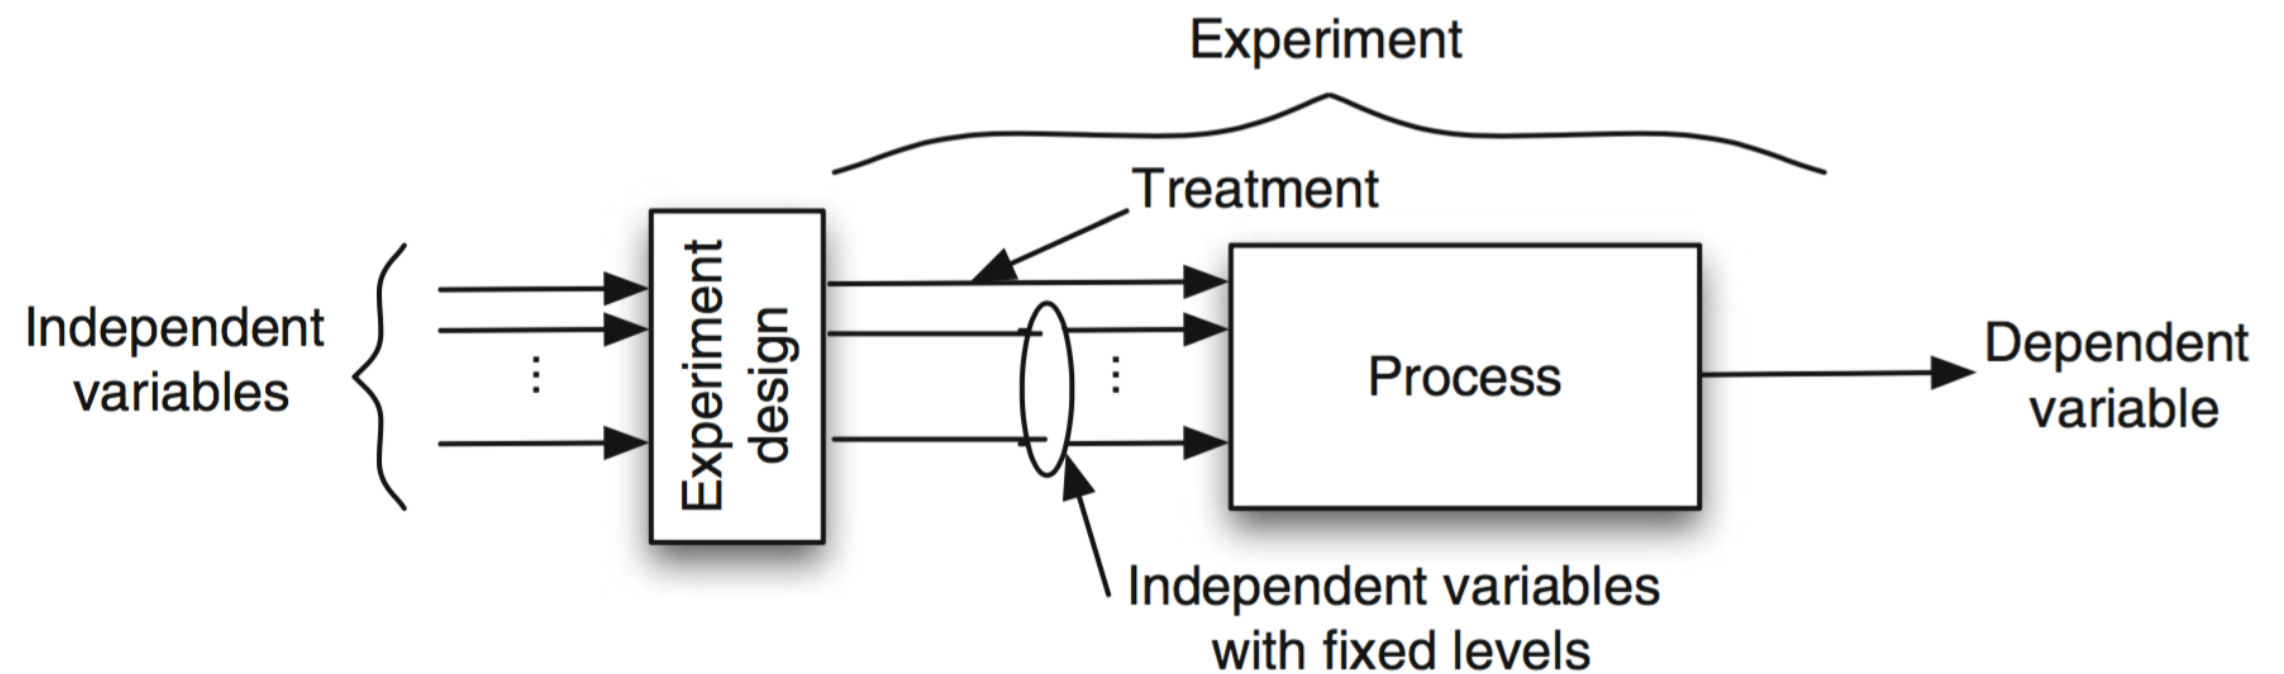 Experiment
Treatment
Independent
variables
Experiment
design
Process
Dependent
variable
Independent variables
with fixed levels